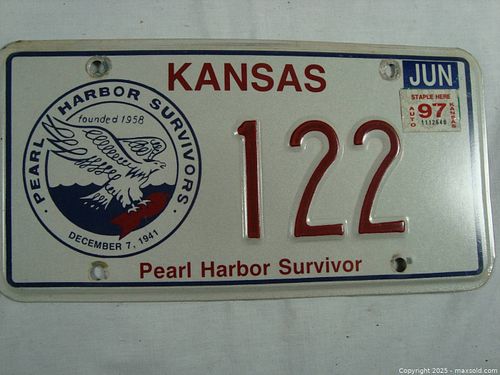 KANSAS
JUN
STAPLE HERE
AUTO
97
KANSAS
PEARL HARBOR SURVIVORS
founded 1958
DECEMBER 7, 1941
122
Pearl Harbor Survivor
Copyright 2025 - maxsold.com